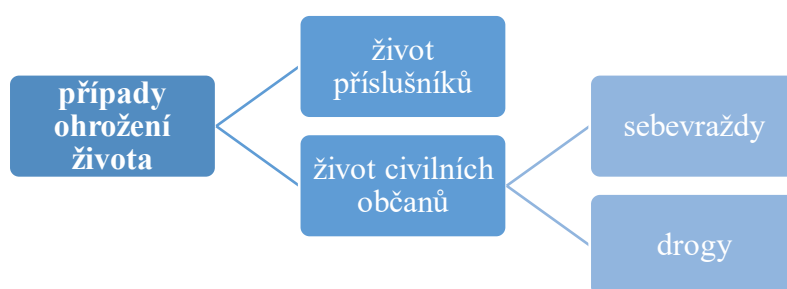 případy
ohrožení
života
život
příslušníků
život civilních
občanů
sebevraždy
drogy